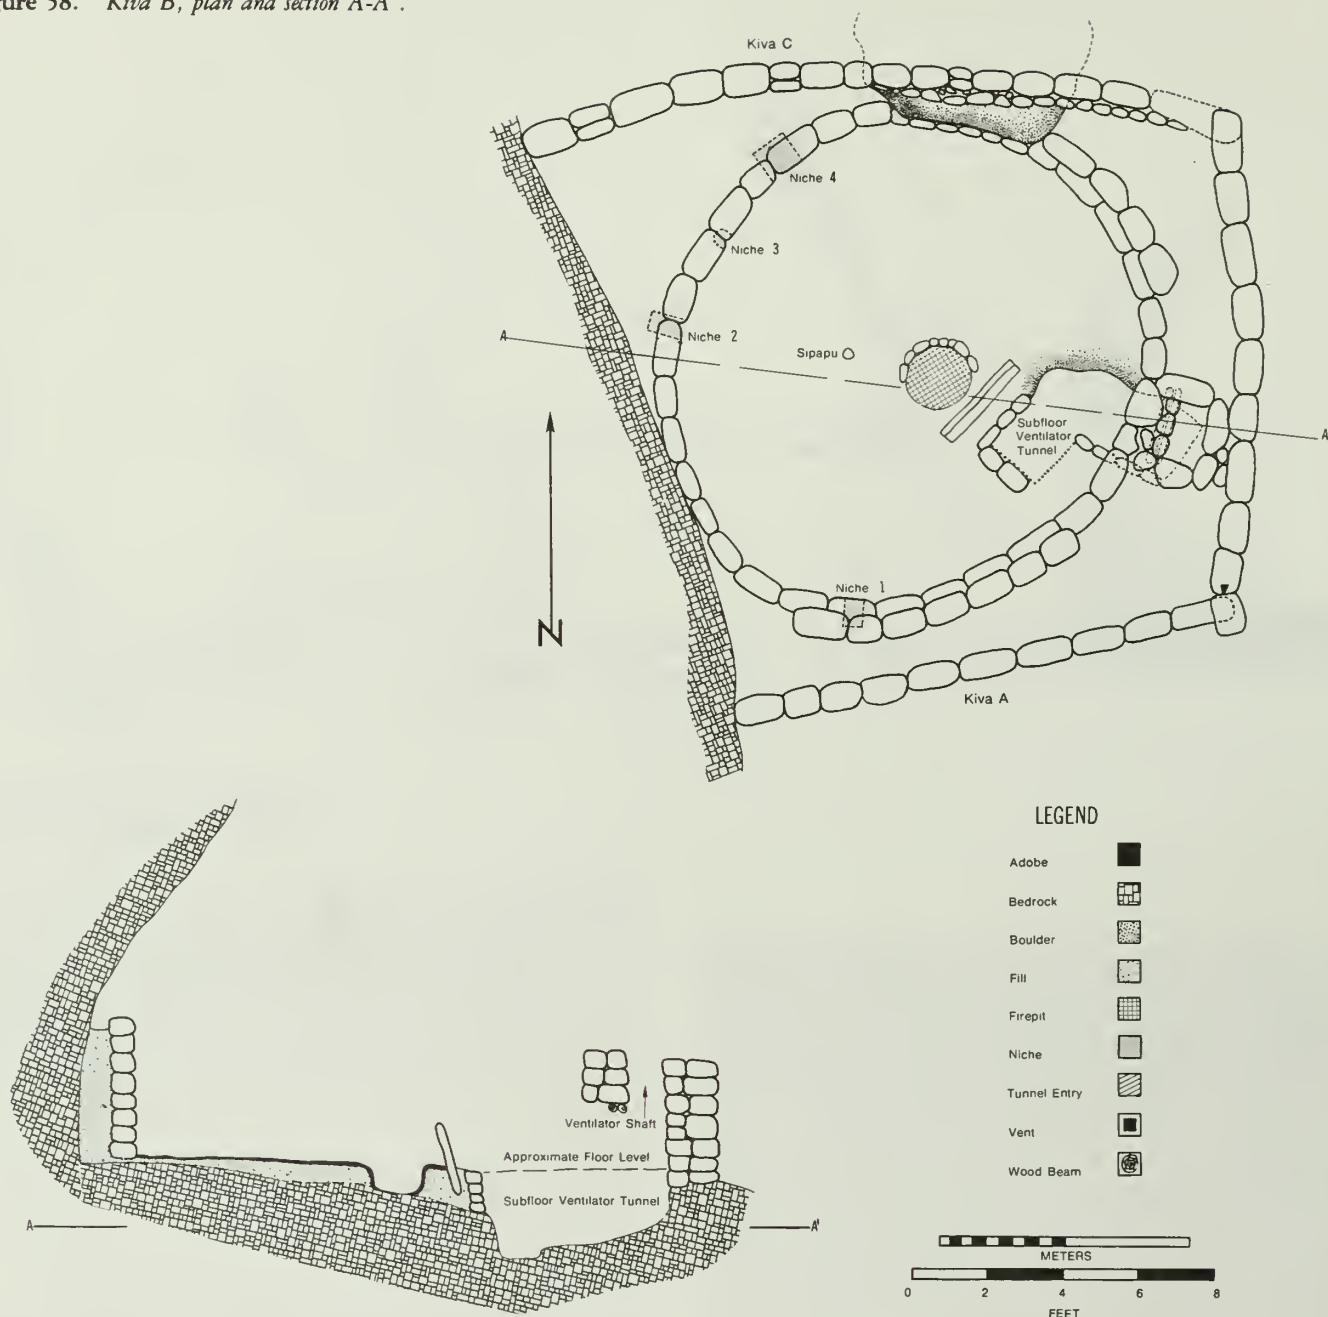 gure 58. Kiva B, plan and section A-A'.
Kiva C
Niche 4
Niche 3
A
Niche 2
Sipapu
Subfloor
Ventilator
Tunnel
A'
N
Niche 1
Kiva A
LEGEND
Adobe
Bedrock
Boulder
Fill
Firepit
Niche
Tunnel Entry
Vent
Wood Beam
Ventilator Shaft
Approximate Floor Level
Subfloor Ventilator Tunnel
A
A'
METERS
0 2 4 6 8
FEET